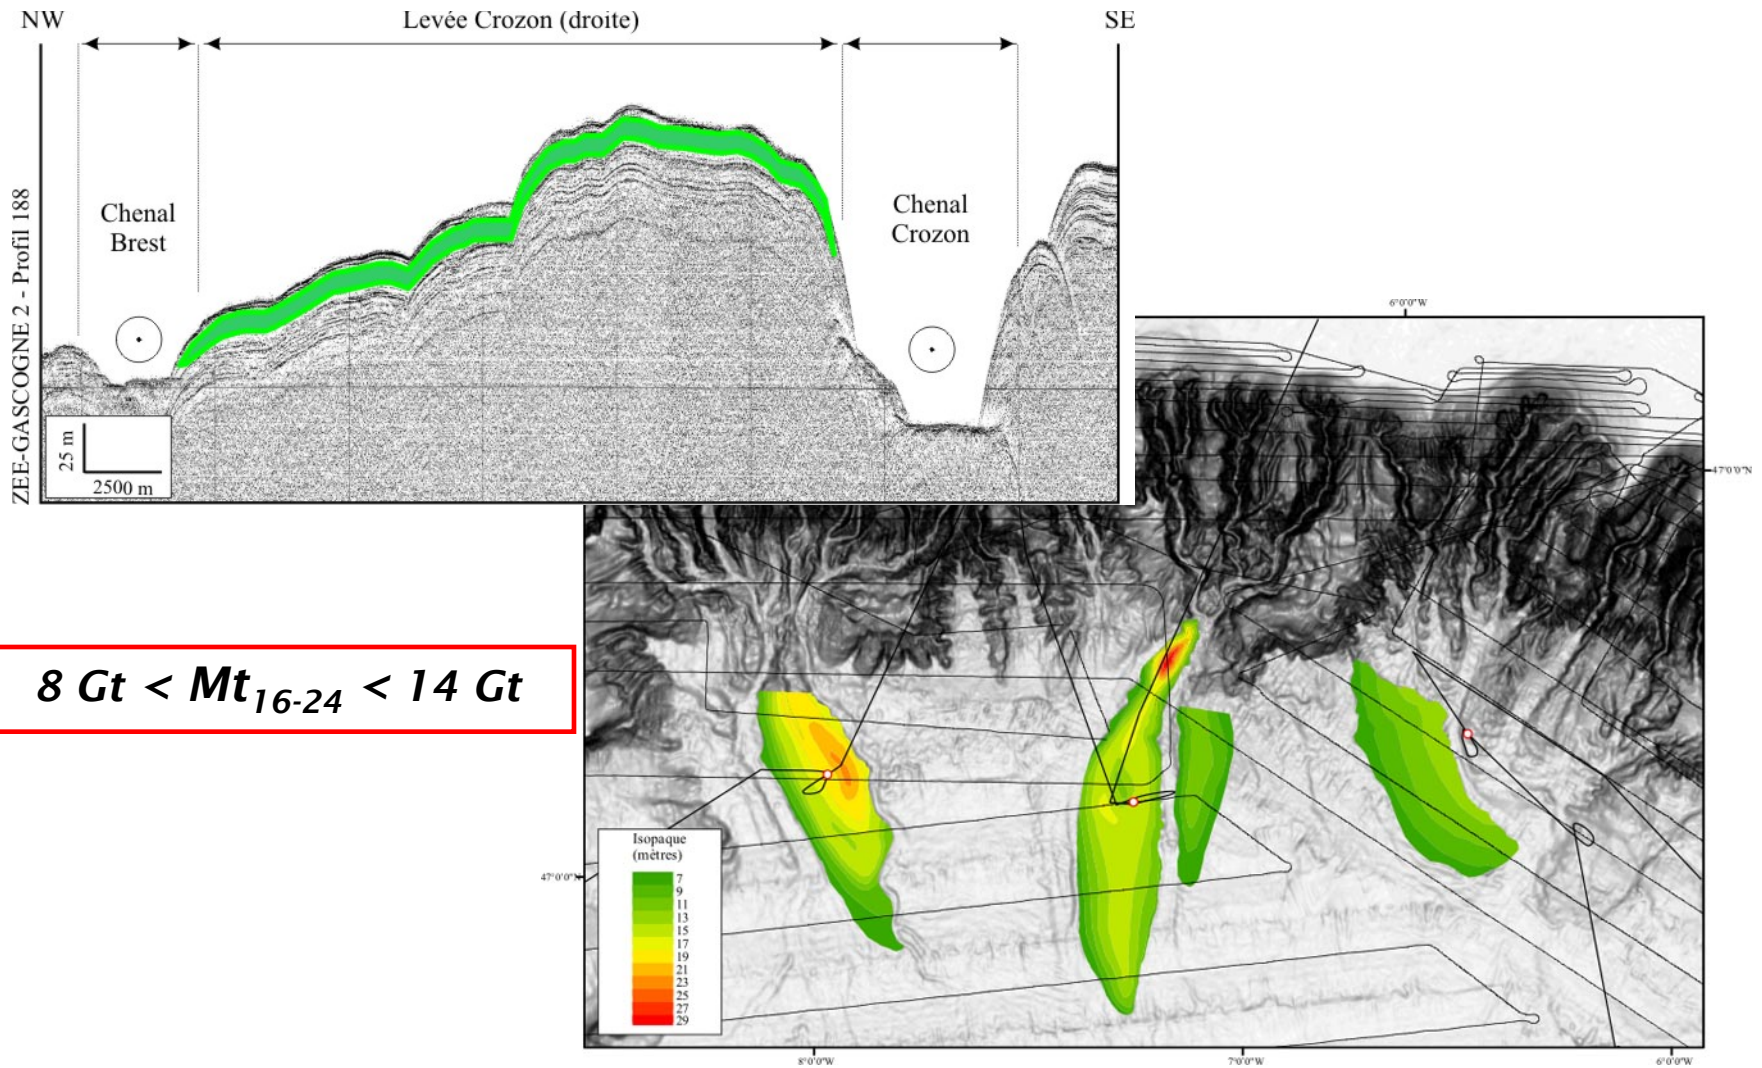 NW
Levée Crozon (droite)
SE
ZEE-GASCOGNE 2 - Profil 188
Chenal
Brest
Chenal
Crozon
25 m
2500 m
6°0'0"W
47°0'0"N
8 Gt < Mt16-24 < 14 Gt
Isopaque
(mètres)
7
9
11
13
15
17
19
21
23
25
27
29
47°0'0"N
8°0'0"W
7°0'0"W
6°0'0"W